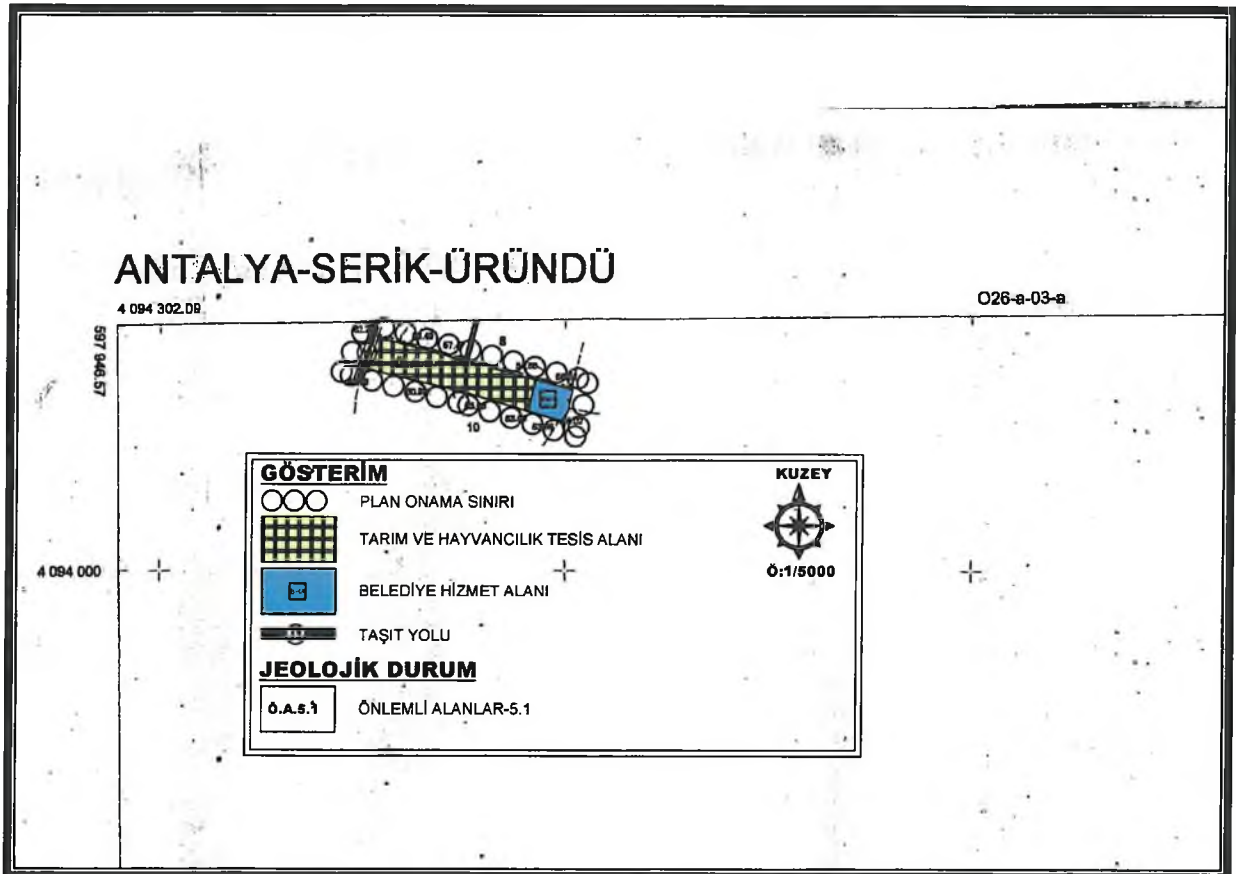 ANTALYA-SERİK-ÜRÜNDÜ
4 094 302.09
O26-a-03-a
597 946.57
8
10
GÖSTERİM
KUZEY
PLAN ONAMA SINIRI
TARIM VE HAYVANCILIK TESİS ALANI
Ö:1/5000
4 094 000
BELEDİYE HİZMET ALANI
TAŞIT YOLU
JEOLOJİK DURUM
Ö.A.5.1
ÖNLEMLİ ALANLAR-5.1